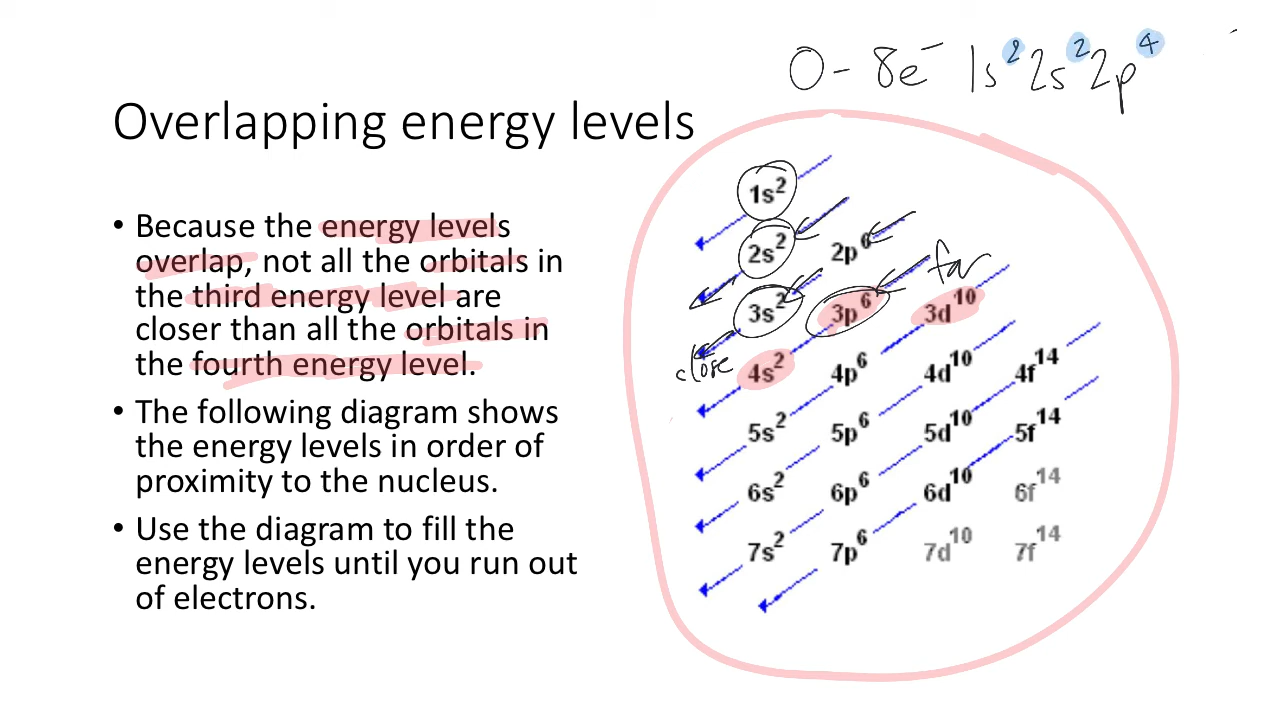 O - 8e⁻ 1s² 2s² 2p⁴
Overlapping energy levels
• Because the energy levels
overlap, not all the orbitals in
the third energy level are
closer than all the orbitals in
the fourth energy level.
• The following diagram shows
the energy levels in order of
proximity to the nucleus.
• Use the diagram to fill the
energy levels until you run out
of electrons.
1s²
2s² 2p⁶
far
3s² 3p⁶ 3d¹⁰
close
4s² 4p⁶ 4d¹⁰ 4f¹⁴
5s² 5p⁶ 5d¹⁰ 5f¹⁴
6s² 6p⁶ 6d¹⁰ 6f¹⁴
7s² 7p⁶ 7d¹⁰ 7f¹⁴